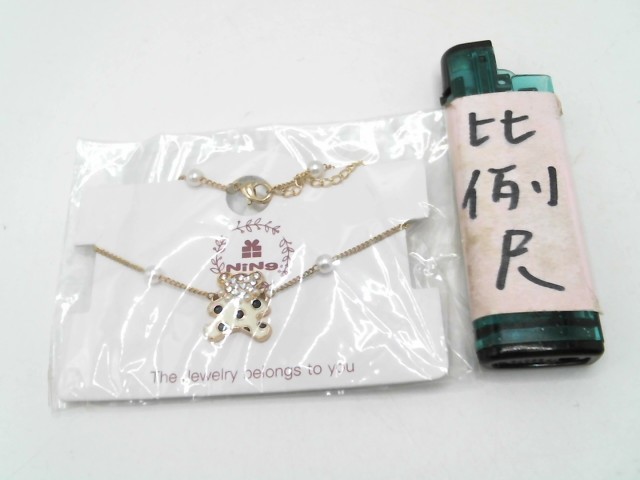 NiNg
The Jewelry belongs to you
比
例
尺